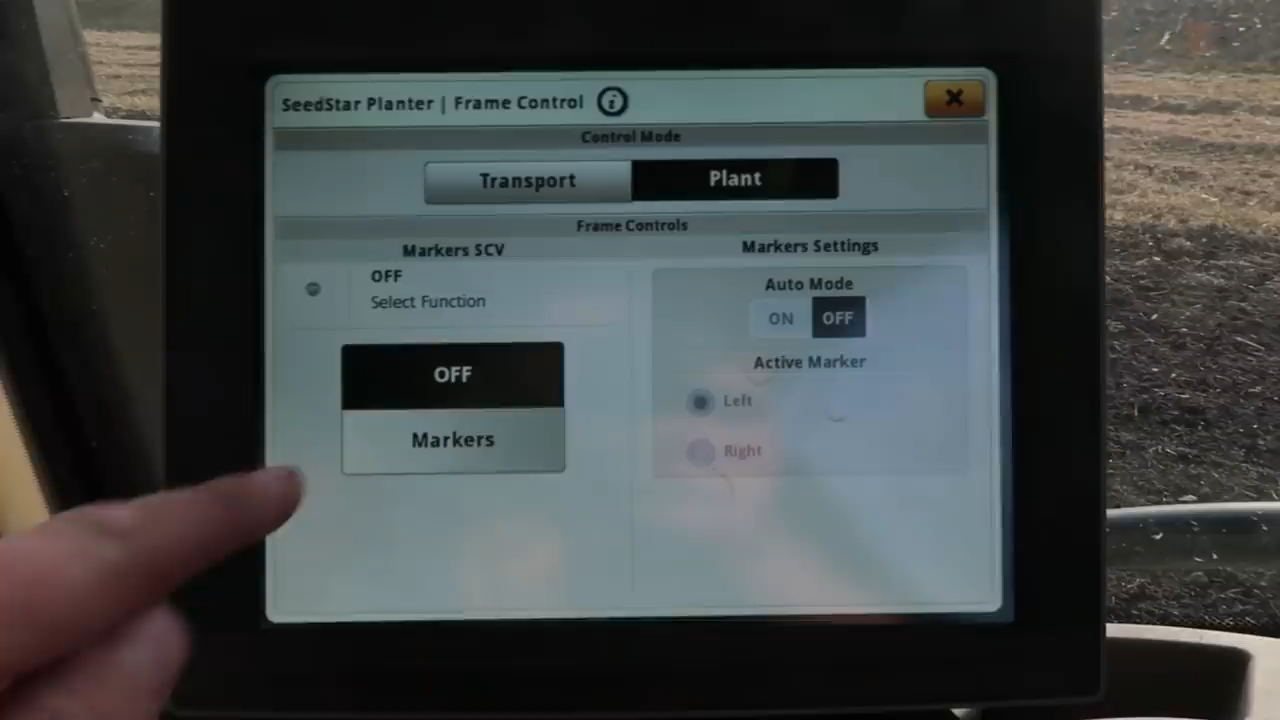 SeedStar Planter | Frame Control
Control Mode
Transport
Plant
Frame Controls
Markers SCV
OFF
Select Function
OFF
Markers
Markers Settings
Auto Mode
ON
OFF
Active Marker
Left
Right